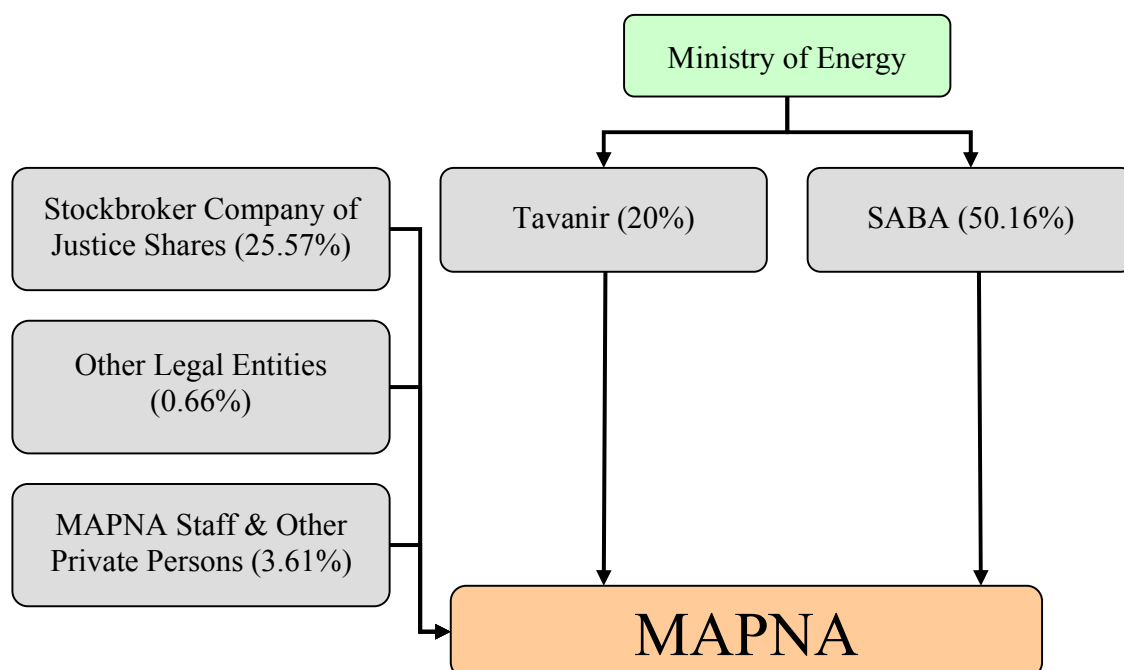 Ministry of Energy
Stockbroker Company of
Justice Shares (25.57%)
Tavanir (20%)
SABA (50.16%)
Other Legal Entities
(0.66%)
MAPNA Staff & Other
Private Persons (3.61%)
MAPNA